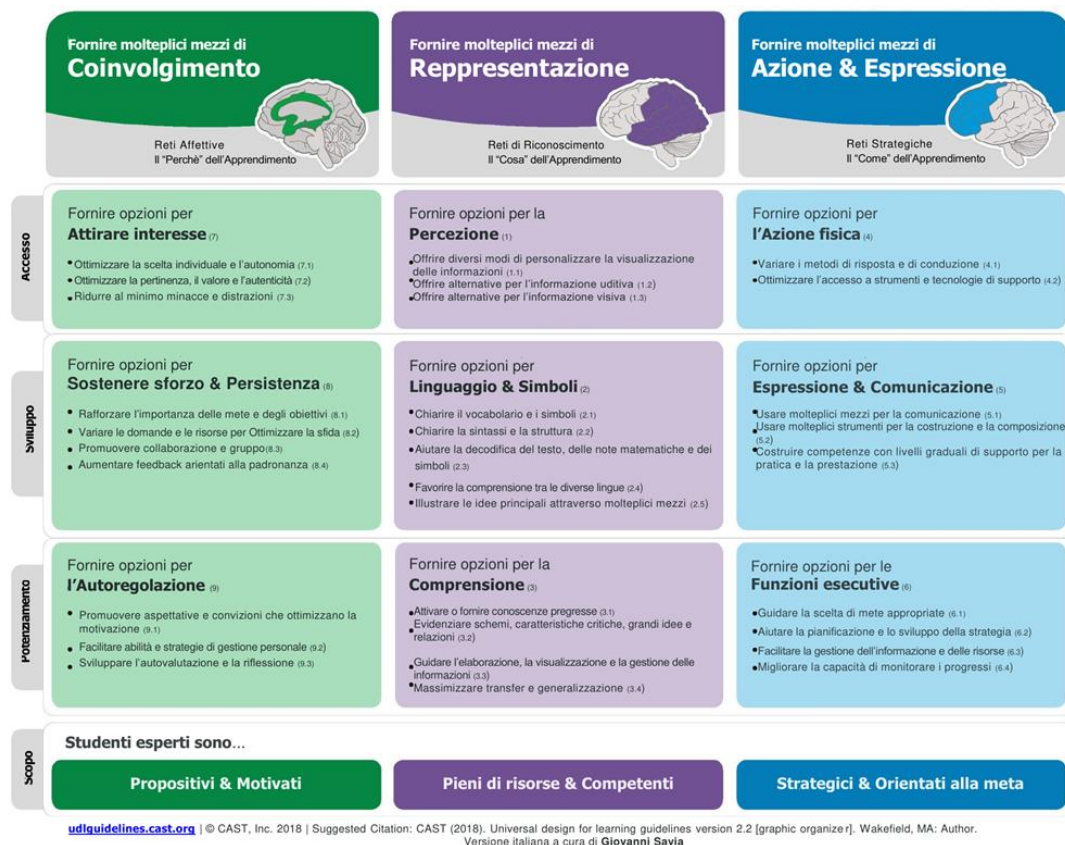 Fornire molteplici mezzi di
Coinvolgimento
Reti Affettive
Il "Perchè" dell'Apprendimento
Fornire molteplici mezzi di
Reppresentazione
Reti di Riconoscimento
Il "Cosa" dell'Apprendimento
Fornire molteplici mezzi di
Azione & Espressione
Reti Strategiche
Il "Come" dell'Apprendimento
Accesso
Fornire opzioni per
Attirare interesse (7)
•Ottimizzare la scelta individuale e l'autonomia (7.1)
•Ottimizzare la pertinenza, il valore e l'autenticità (7.2)
•Ridurre al minimo minacce e distrazioni (7.3)
Fornire opzioni per la
Percezione (1)
•Offrire diversi modi di personalizzare la visualizzazione
delle informazioni (1.1)
•Offrire alternative per l'informazione uditiva (1.2)
•Offrire alternative per l'informazione visiva (1.3)
Fornire opzioni per
l'Azione fisica (4)
•Variare i metodi di risposta e di conduzione (4.1)
•Ottimizzare l'accesso a strumenti e tecnologie di supporto (4.2)
Sviluppo
Fornire opzioni per
Sostenere sforzo & Persistenza (8)
• Rafforzare l'importanza delle mete e degli obiettivi (8.1)
• Variare le domande e le risorse per Ottimizzare la sfida (8.2)
• Promuovere collaborazione e gruppo(8.3)
• Aumentare feedback arientati alla padronanza (8.4)
Fornire opzioni per
Linguaggio & Simboli (2)
•Chiarire il vocabolario e i simboli (2.1)
•Chiarire la sintassi e la struttura (2.2)
•Aiutare la decodifica del testo, delle note matematiche e dei
simboli (2.3)
•Favorire la comprensione tra le diverse lingue (2.4)
•Illustrare le idee principali attraverso molteplici mezzi (2.5)
Fornire opzioni per
Espressione & Comunicazione (5)
•Usare molteplici mezzi per la comunicazione (5.1)
•Usare molteplici strumenti per la costruzione e la composizione
(5.2)
•Costruire competenze con livelli graduali di supporto per la
pratica e la prestazione (5.3)
Potenziamento
Fornire opzioni per
l'Autoregolazione (9)
• Promuovere aspettative e convizioni che ottimizzano la
motivazione (9.1)
• Facilitare abilità e strategie di gestione personale (9.2)
• Sviluppare l'autovalutazione e la riflessione (9.3)
Fornire opzioni per la
Comprensione (3)
•Attivare o fornire conoscenze pregresse (3.1)
•Evidenziare schemi, caratteristiche critiche, grandi idee e
relazioni (3.2)
•Guidare l'elaborazione, la visualizzazione e la gestione delle
informazioni (3.3)
•Massimizzare transfer e generalizzazione (3.4)
Fornire opzioni per le
Funzioni esecutive (6)
•Guidare la scelta di mete appropriate (6.1)
•Aiutare la pianificazione e lo sviluppo della strategia (6.2)
•Facilitare la gestione dell'informazione e delle risorse (6.3)
•Migliorare la capacità di monitorare i progressi (6.4)
Scopo
Studenti esperti sono...
Propositivi & Motivati
Pieni di risorse & Competenti
Strategici & Orientati alla meta
udlguidelines.cast.org | © CAST, Inc. 2018 | Suggested Citation: CAST (2018). Universal design for learning guidelines version 2.2 [graphic organizer]. Wakefield, MA: Author.
Versione italiana a cura di Giovanni Savia